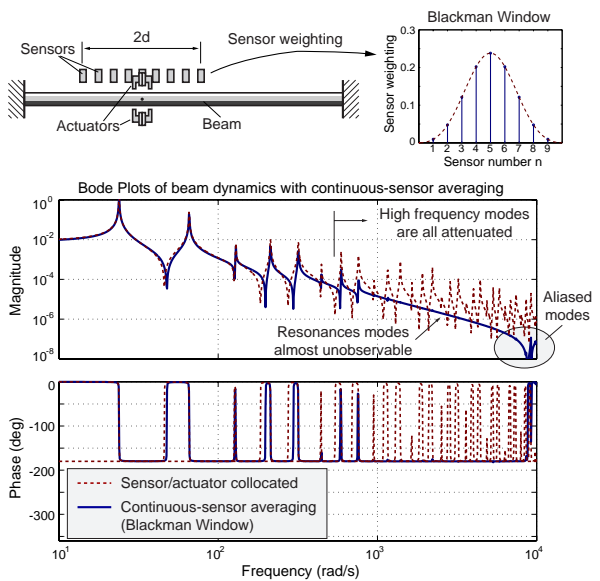 Sensors
2d
Sensor weighting
Actuators
Beam
Blackman Window
Sensor weighting
0.3
0.2
0.1
0
1 2 3 4 5 6 7 8 9
Sensor number n
Bode Plots of beam dynamics with continuous-sensor averaging
Magnitude
10^0
10^-2
10^-4
10^-6
10^-8
High frequency modes
are all attenuated
Resonances modes
almost unobservable
Aliased
modes
Phase (deg)
0
-100
-200
-300
Sensor/actuator collocated
Continuous-sensor averaging
(Blackman Window)
10^1 10^2 10^3 10^4
Frequency (rad/s)